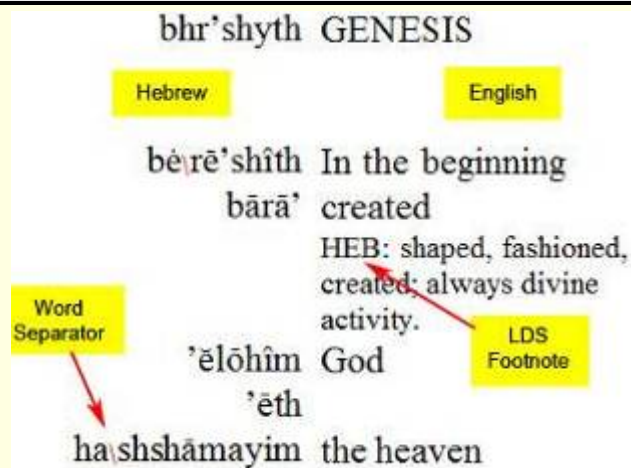 bhr’shyth GENESIS
Hebrew English
bė\rē’shîth In the beginning
bārā’ created
HEB: shaped, fashioned,
created; always divine
activity.
Word
Separator
LDS
Footnote
’ĕlōhîm God
’ēth
ha\shshāmayim the heaven